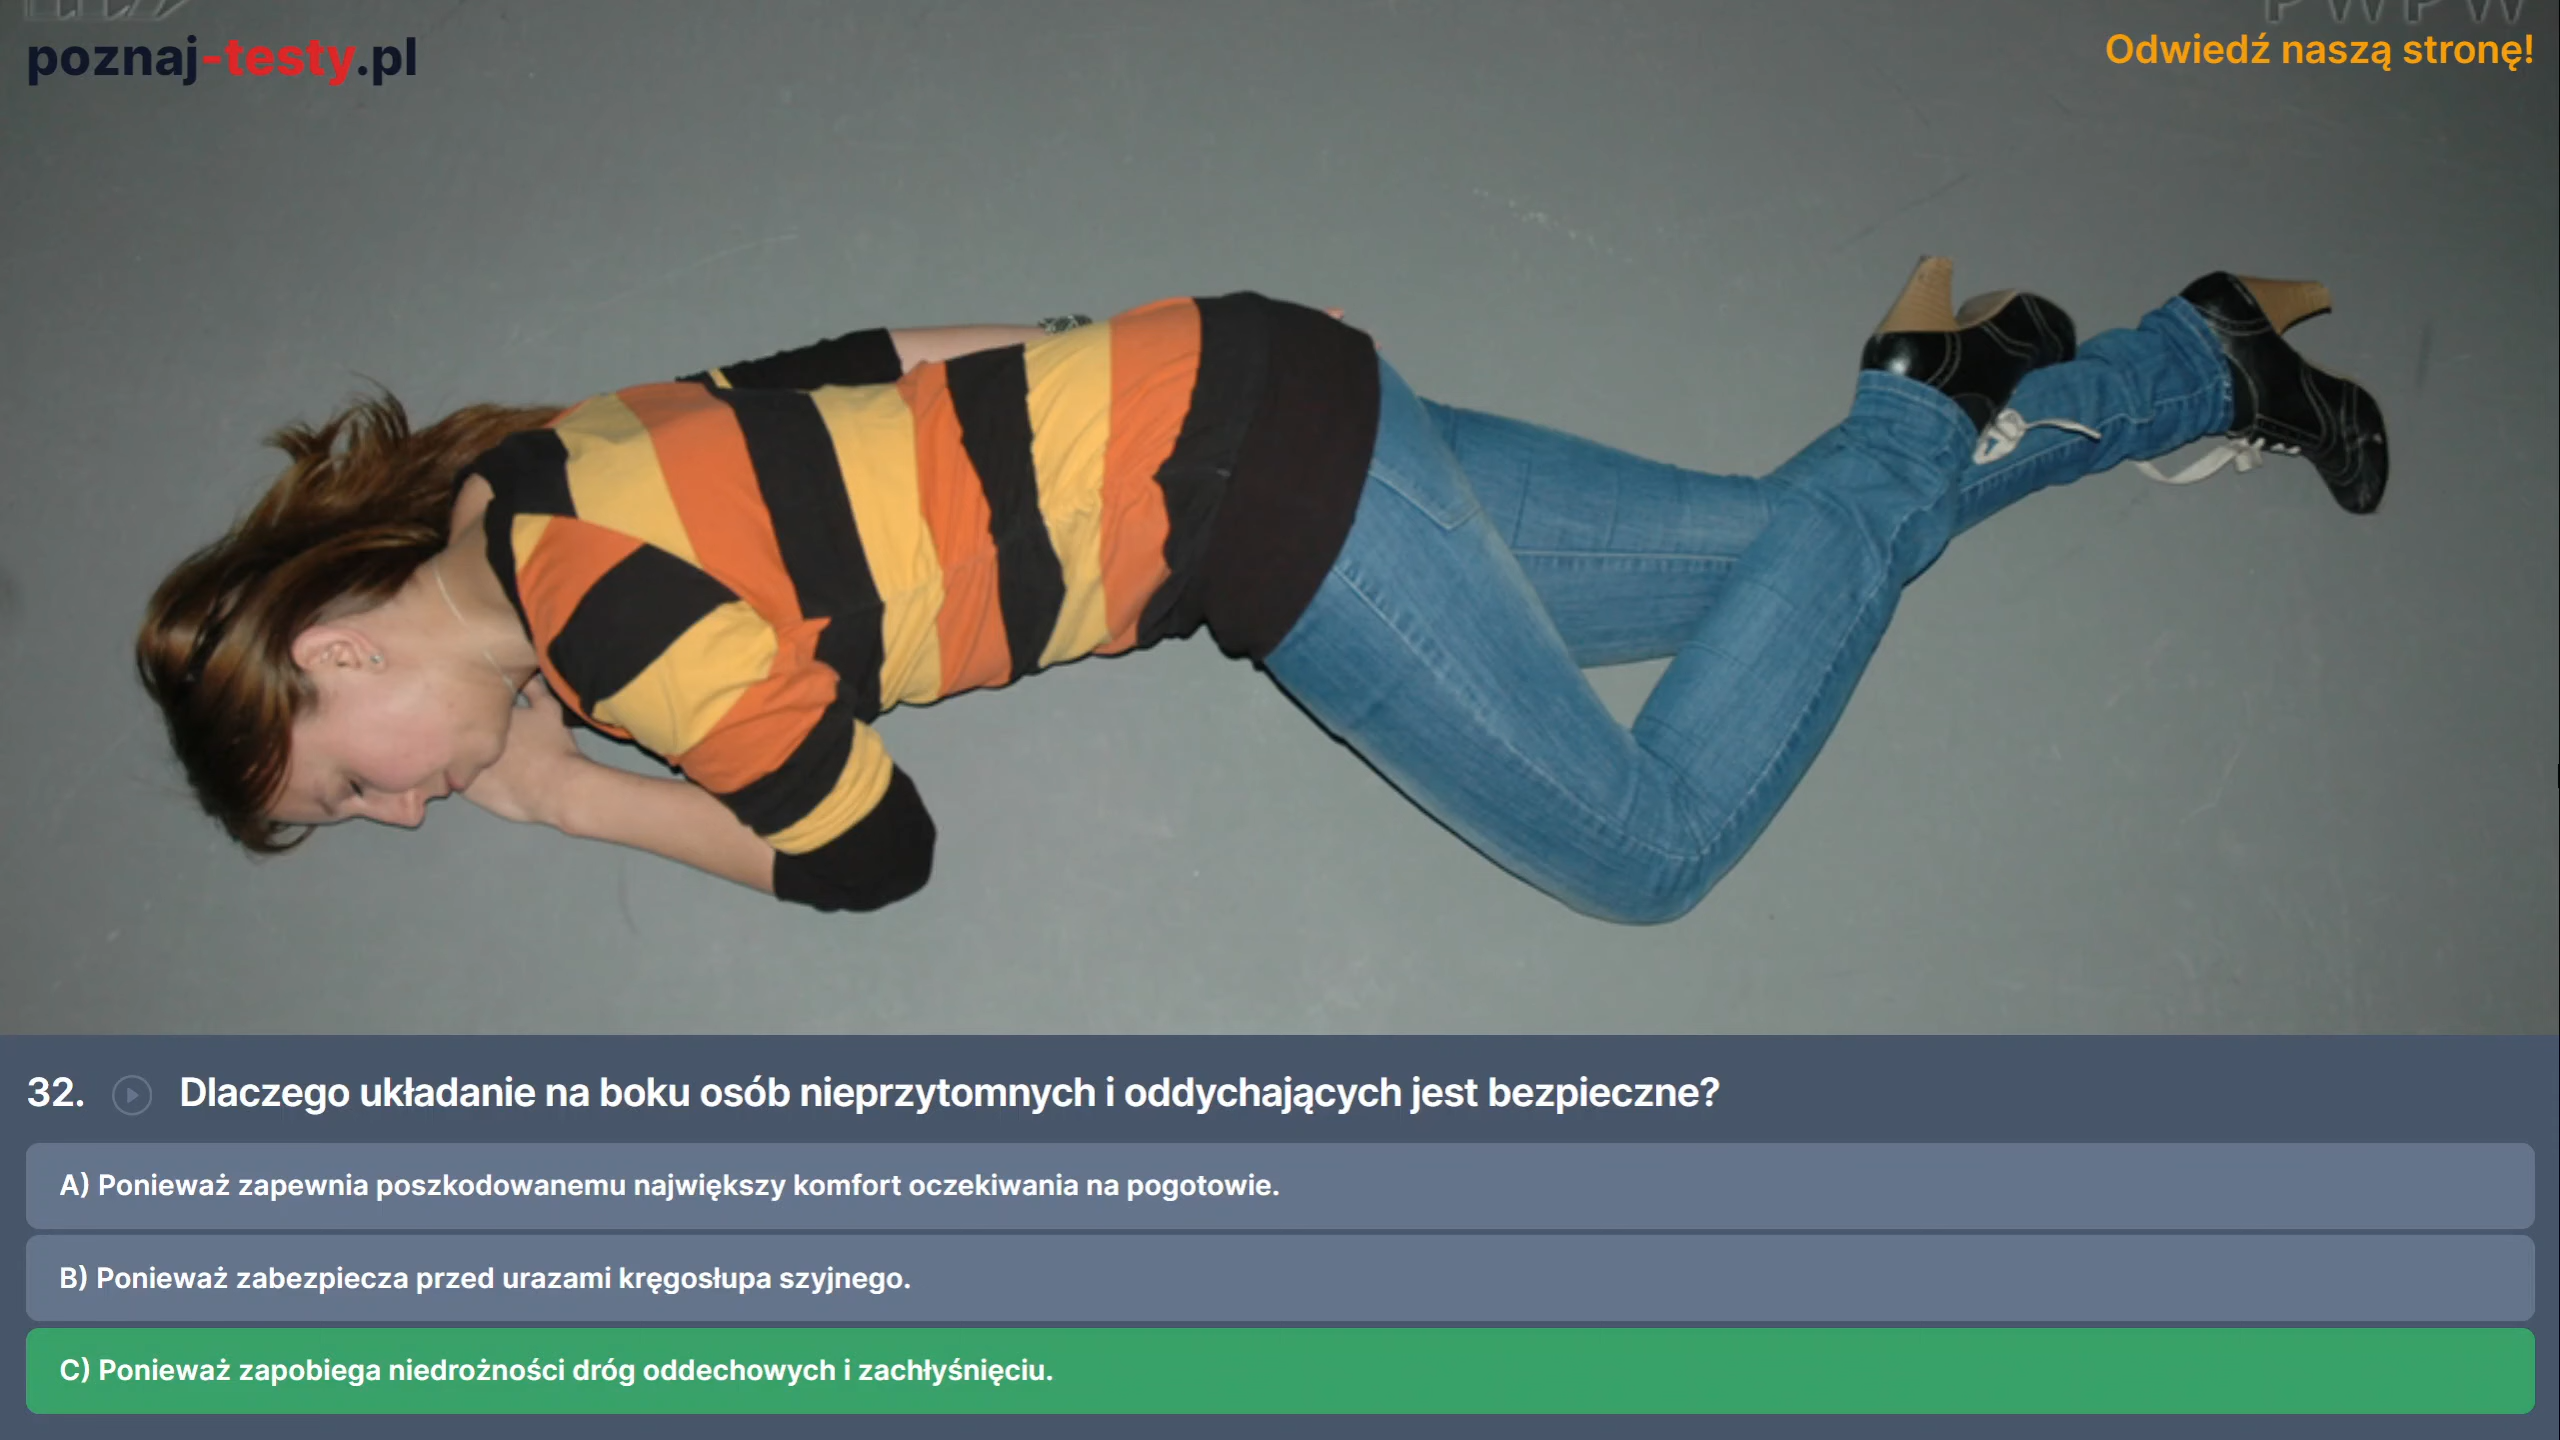 poznaj-testy.pl
Odwiedź naszą stronę!
32. Dlaczego układanie na boku osób nieprzytomnych i oddychających jest bezpieczne?
A) Ponieważ zapewnia poszkodowanemu największy komfort oczekiwania na pogotowie.
B) Ponieważ zabezpiecza przed urazami kręgosłupa szyjnego.
C) Ponieważ zapobiega niedrożności dróg oddechowych i zachłyśnięciu.